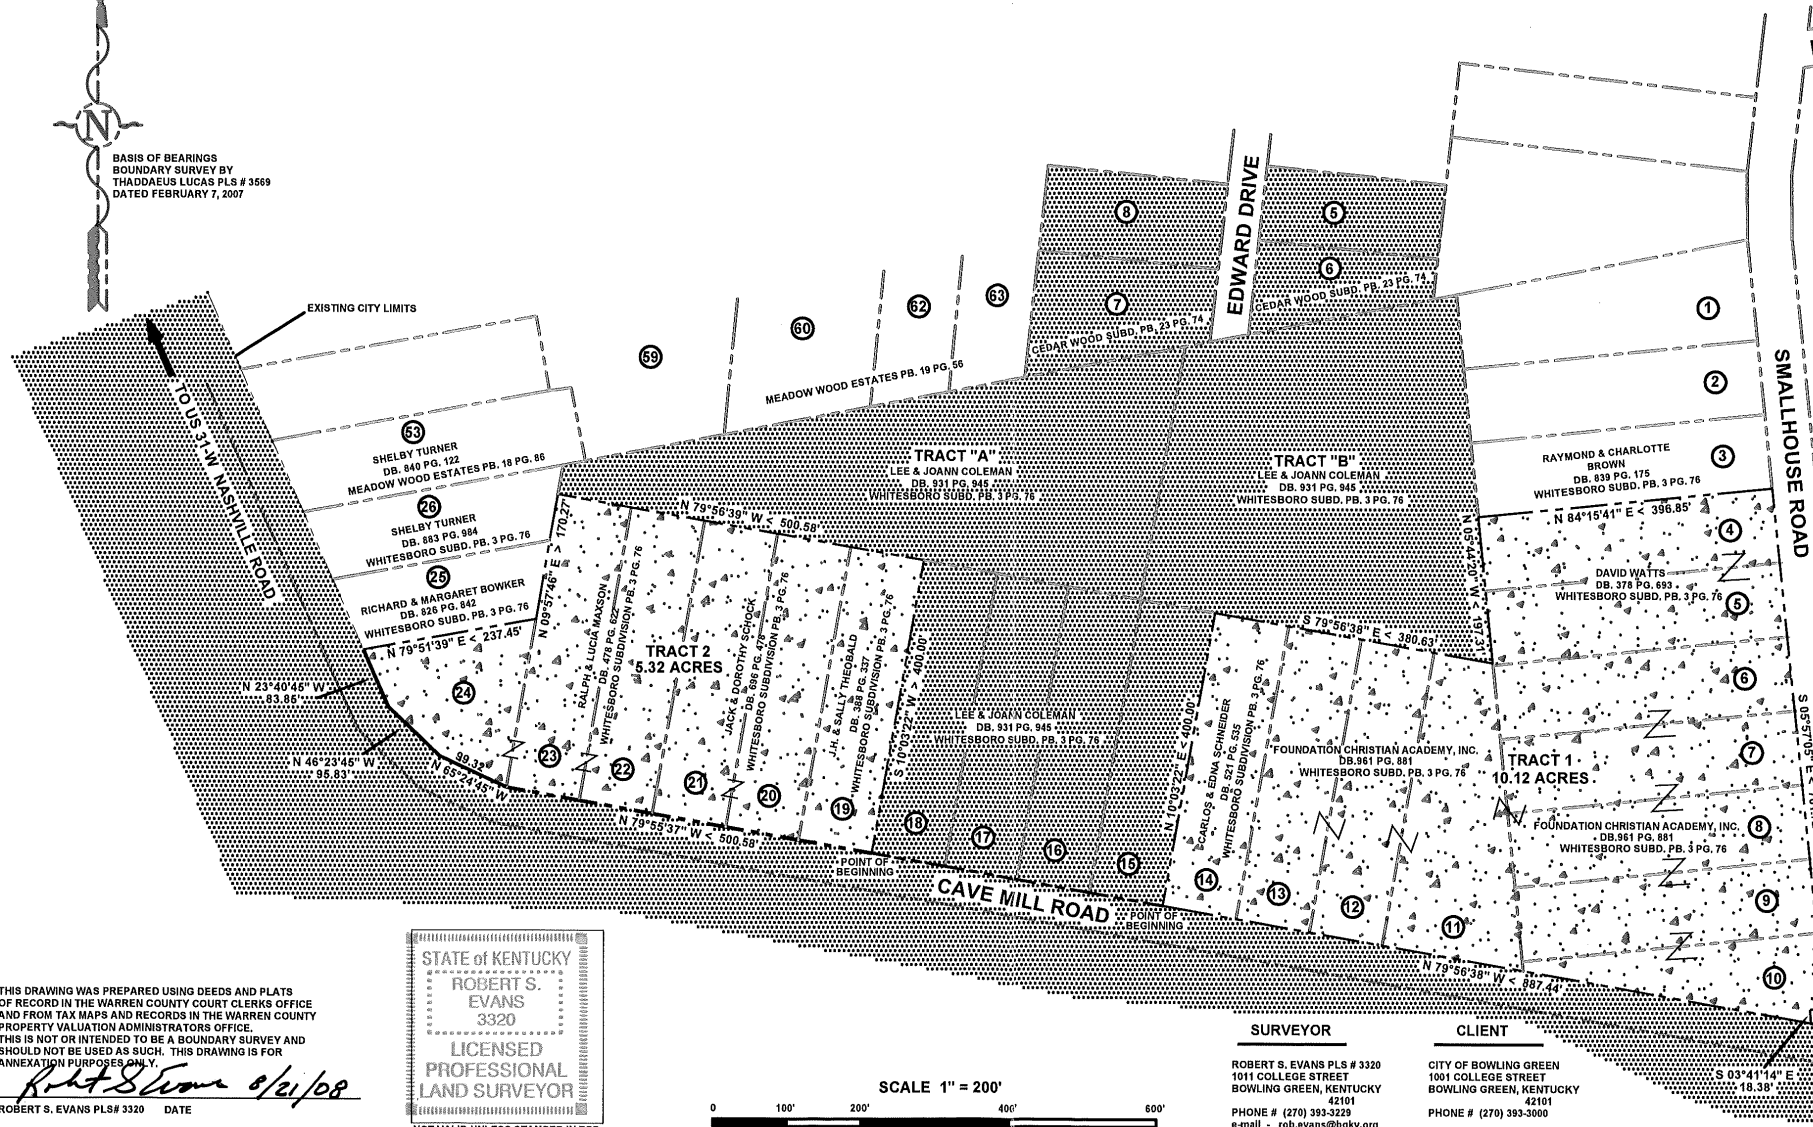 N
BASIS OF BEARINGS
BOUNDARY SURVEY BY
THADDAEUS LUCAS PLS # 3569
DATED FEBRUARY 7, 2007
EXISTING CITY LIMITS
TO US 31-W NASHVILLE ROAD
53
SHELBY TURNER
DB. 840 PG. 122
MEADOW WOOD ESTATES PB. 18 PG. 86
26
SHELBY TURNER
DB. 883 PG. 984
WHITESBORO SUBD. PB. 3 PG. 76
25
RICHARD & MARGARET BOWKER
DB. 826 PG. 842
WHITESBORO SUBD. PB. 3 PG. 76
59
60
62
63
MEADOW WOOD ESTATES PB. 19 PG. 56
8
7
CEDAR WOOD SUBD. PB. 23 PG. 74
EDWARD DRIVE
5
6
CEDAR WOOD SUBD. PB. 23 PG. 74
TRACT "A"
LEE & JOANN COLEMAN
DB. 931 PG. 945
WHITESBORO SUBD. PB. 3 PG. 76
TRACT "B"
LEE & JOANN COLEMAN
DB. 931 PG. 945
WHITESBORO SUBD. PB. 3 PG. 76
1
2
3
RAYMOND & CHARLOTTE
BROWN
DB. 839 PG. 175
WHITESBORO SUBD. PB. 3 PG. 76
SMALLHOUSE ROAD
N 84°15'41" E < 396.85'
4
DAVID WATTS
DB. 378 PG. 693
WHITESBORO SUBD. PB. 3 PG. 76
5
6
7
8
9
10
N 05°44'20" W < 197.31'
S 05°57'05" E
TRACT 1
10.12 ACRES
FOUNDATION CHRISTIAN ACADEMY, INC.
DB.961 PG. 881
WHITESBORO SUBD. PB. 3 PG. 76
N 79°56'39" W < 500.58'
N 09°57'46" E > 170.27'
N 79°51'39" E < 237.45'
N 23°40'45" W
83.86'
N 46°23'45" W
95.83'
99.32'
N 65°24'45" W
24
23
22
21
20
19
RALPH & LUCIA MAXSON
DB. 478 PG. 622
WHITESBORO SUBDIVISION PB. 3 PG. 76
TRACT 2
5.32 ACRES
JACK & DOROTHY SCHOCK
DB. 696 PG. 478
WHITESBORO SUBDIVISION PB. 3 PG. 76
J.H. & SALLY THEOBALD
DB. 388 PG. 337
WHITESBORO SUBDIVISION PB. 3 PG. 76
S 10°03'22" W > 400.00'
N 79°55'37" W < 500.58'
POINT OF
BEGINNING
LEE & JOANN COLEMAN
DB. 931 PG. 945
WHITESBORO SUBD. PB. 3 PG. 76
18
17
16
15
CAVE MILL ROAD
POINT OF
BEGINNING
S 79°56'38" E < 380.63'
N 10°03'22" E < 400.00'
CARLOS & EDNA SCHNEIDER
DB. 521 PG. 535
WHITESBORO SUBDIVISION PB. 3 PG. 76
FOUNDATION CHRISTIAN ACADEMY, INC.
DB.961 PG. 881
WHITESBORO SUBD. PB. 3 PG. 76
14
13
12
11
N 79°56'38" W < 887.44'
S 03°41'14" E
18.38'
THIS DRAWING WAS PREPARED USING DEEDS AND PLATS
OF RECORD IN THE WARREN COUNTY COURT CLERKS OFFICE
AND FROM TAX MAPS AND RECORDS IN THE WARREN COUNTY
PROPERTY VALUATION ADMINISTRATORS OFFICE.
THIS IS NOT OR INTENDED TO BE A BOUNDARY SURVEY AND
SHOULD NOT BE USED AS SUCH. THIS DRAWING IS FOR
ANNEXATION PURPOSES ONLY.
Robert S Evans 8/21/08
ROBERT S. EVANS PLS# 3320 DATE
STATE of KENTUCKY
ROBERT S.
EVANS
3320
LICENSED
PROFESSIONAL
LAND SURVEYOR
SCALE 1" = 200'
0 100' 200' 400' 600'
SURVEYOR
ROBERT S. EVANS PLS # 3320
1011 COLLEGE STREET
BOWLING GREEN, KENTUCKY
42101
PHONE # (270) 393-3229
e-mail - rob.evans@bgky.org
CLIENT
CITY OF BOWLING GREEN
1001 COLLEGE STREET
BOWLING GREEN, KENTUCKY
42101
PHONE # (270) 393-3000